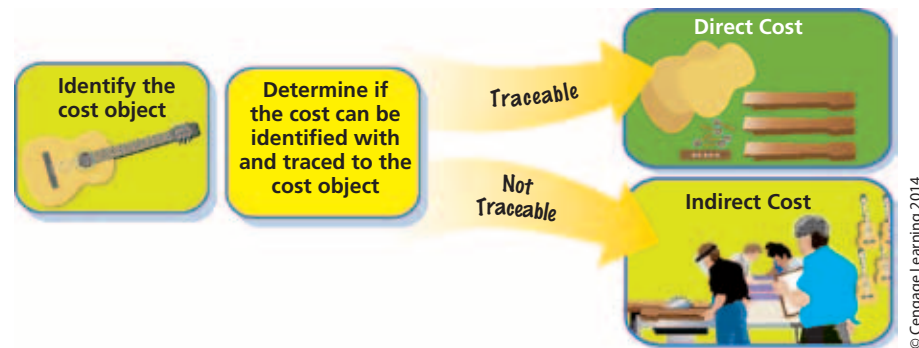 Identify the
cost object
Determine if
the cost can be
identified with
and traced to the
cost object
Traceable
Not
Traceable
Direct Cost
Indirect Cost
© Cengage Learning 2014